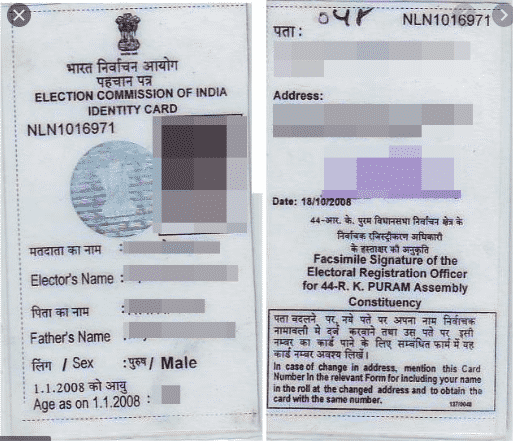 भारत निर्वाचन आयोग
पहचान पत्र
ELECTION COMMISSION OF INDIA
IDENTITY CARD
NLN1016971
मतदाता का नाम :
Elector's Name :
पिता का नाम :
Father's Name :
लिंग / Sex : पुरुष / Male
1.1.2008 को आयु
Age as on 1.1.2008 :
NLN1016971
पता :
Address:
Date: 18/10/2008
44-आर. के. पुरम विधानसभा निर्वाचन क्षेत्र के
निर्वाचक रजिस्ट्रीकरण अधिकारी
के हस्ताक्षर की अनुकृति
Facsimile Signature of the
Electoral Registration Officer
for 44-R. K. PURAM Assembly
Constituency
पता बदलने पर, नये पते पर अपना नाम निर्वाचक
नामावली में दर्ज करवाने तथा उस पते पर इसी
नम्बर का कार्ड पाने के लिए सम्बंधित फार्म में यह
कार्ड नम्बर अवश्य लिखें।
In case of change in address, mention this Card
Number in the relevant Form for including your name
in the roll at the changed address and to obtain the
card with the same number.